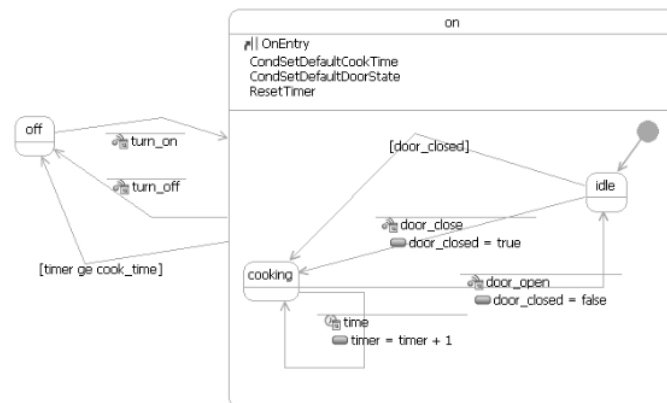 on
OnEntry
CondSetDefaultCookTime
CondSetDefaultDoorState
ResetTimer
off
turn_on
[door_closed]
idle
turn_off
door_close
door_closed = true
[timer ge cook_time]
cooking
door_open
door_closed = false
time
timer = timer + 1